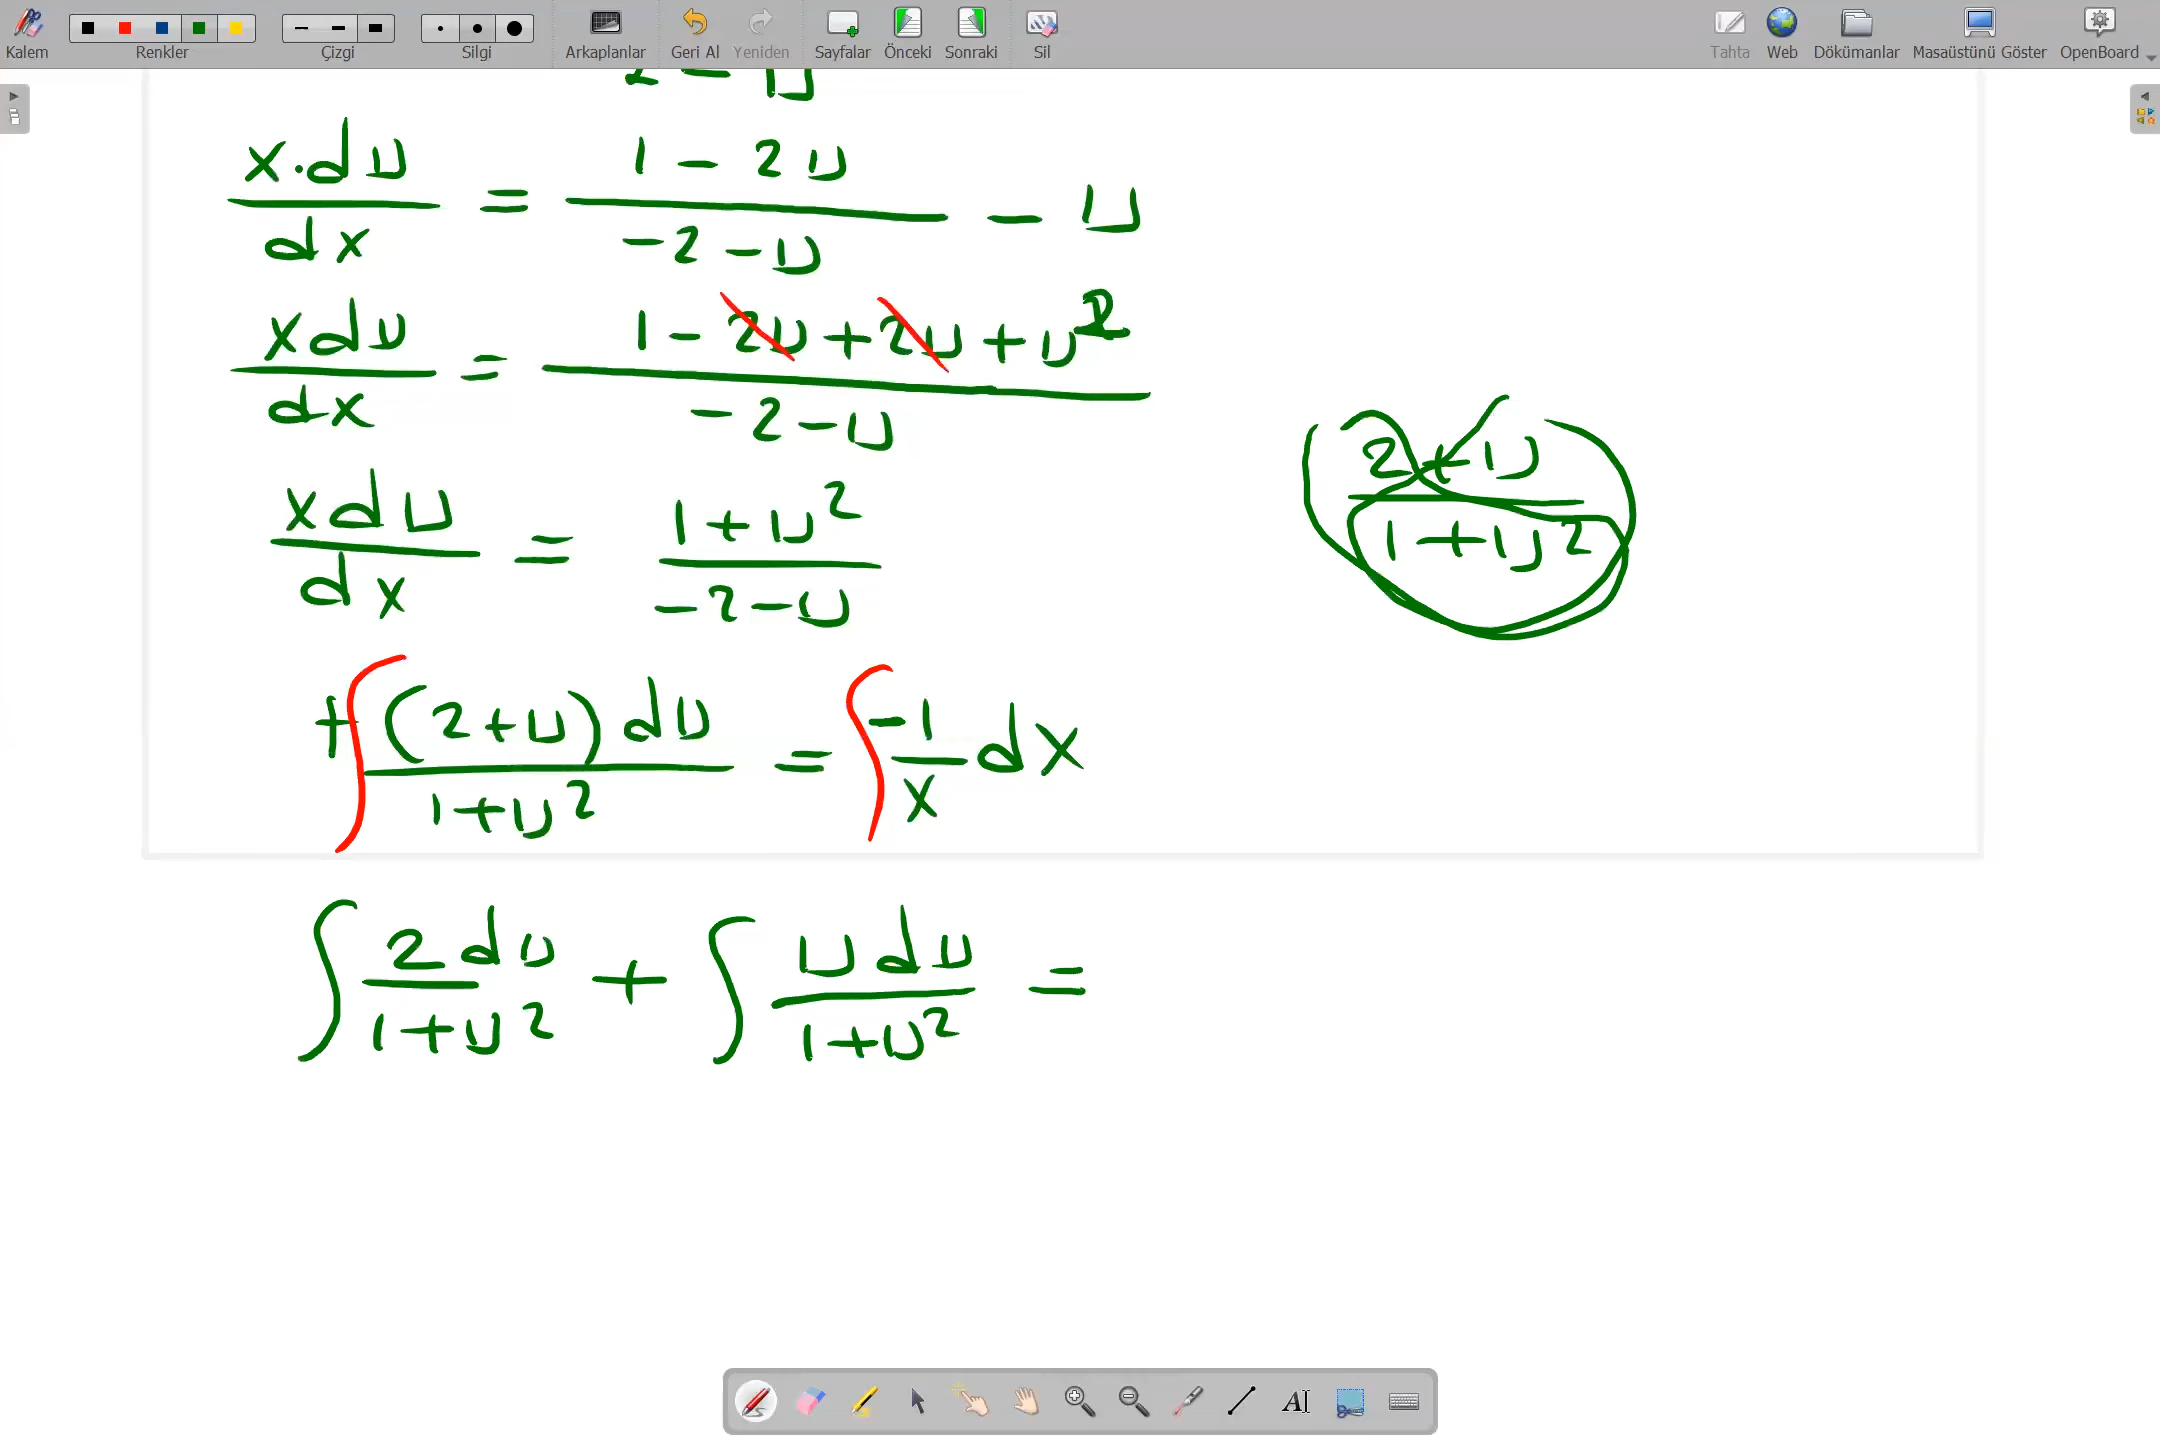 Kalem Renkler Çizgi Silgi Arkaplanlar Geri Al Yeniden Sayfalar Önceki Sonraki Sil Tahta Web Dökümanlar Masaüstünü Göster OpenBoard
x·du/dx = (1 - 2u)/(-2 - u) - u
xdu/dx = (1 - 2u + 2u + u²)/(-2 - u)
xdu/dx = (1 + u²)/(-2 - u)
(2 + u)/(1 + u²)
+∫ (2 + u) du/(1 + u²) = ∫ -1/x dx
∫ 2du/(1 + u²) + ∫ u du/(1 + u²) =